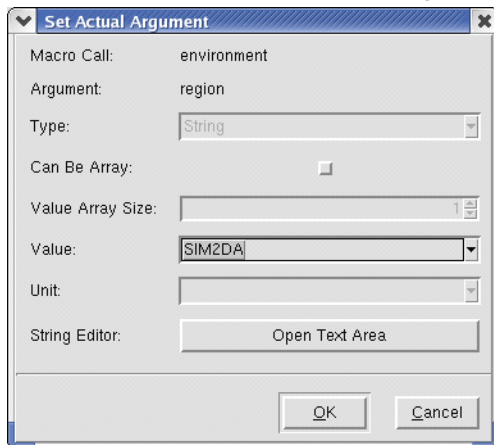 Set Actual Argument
Macro Call: environment
Argument: region
Type: String
Can Be Array:
Value Array Size: 1
Value: SIM2DA
Unit:
String Editor: Open Text Area
OK Cancel